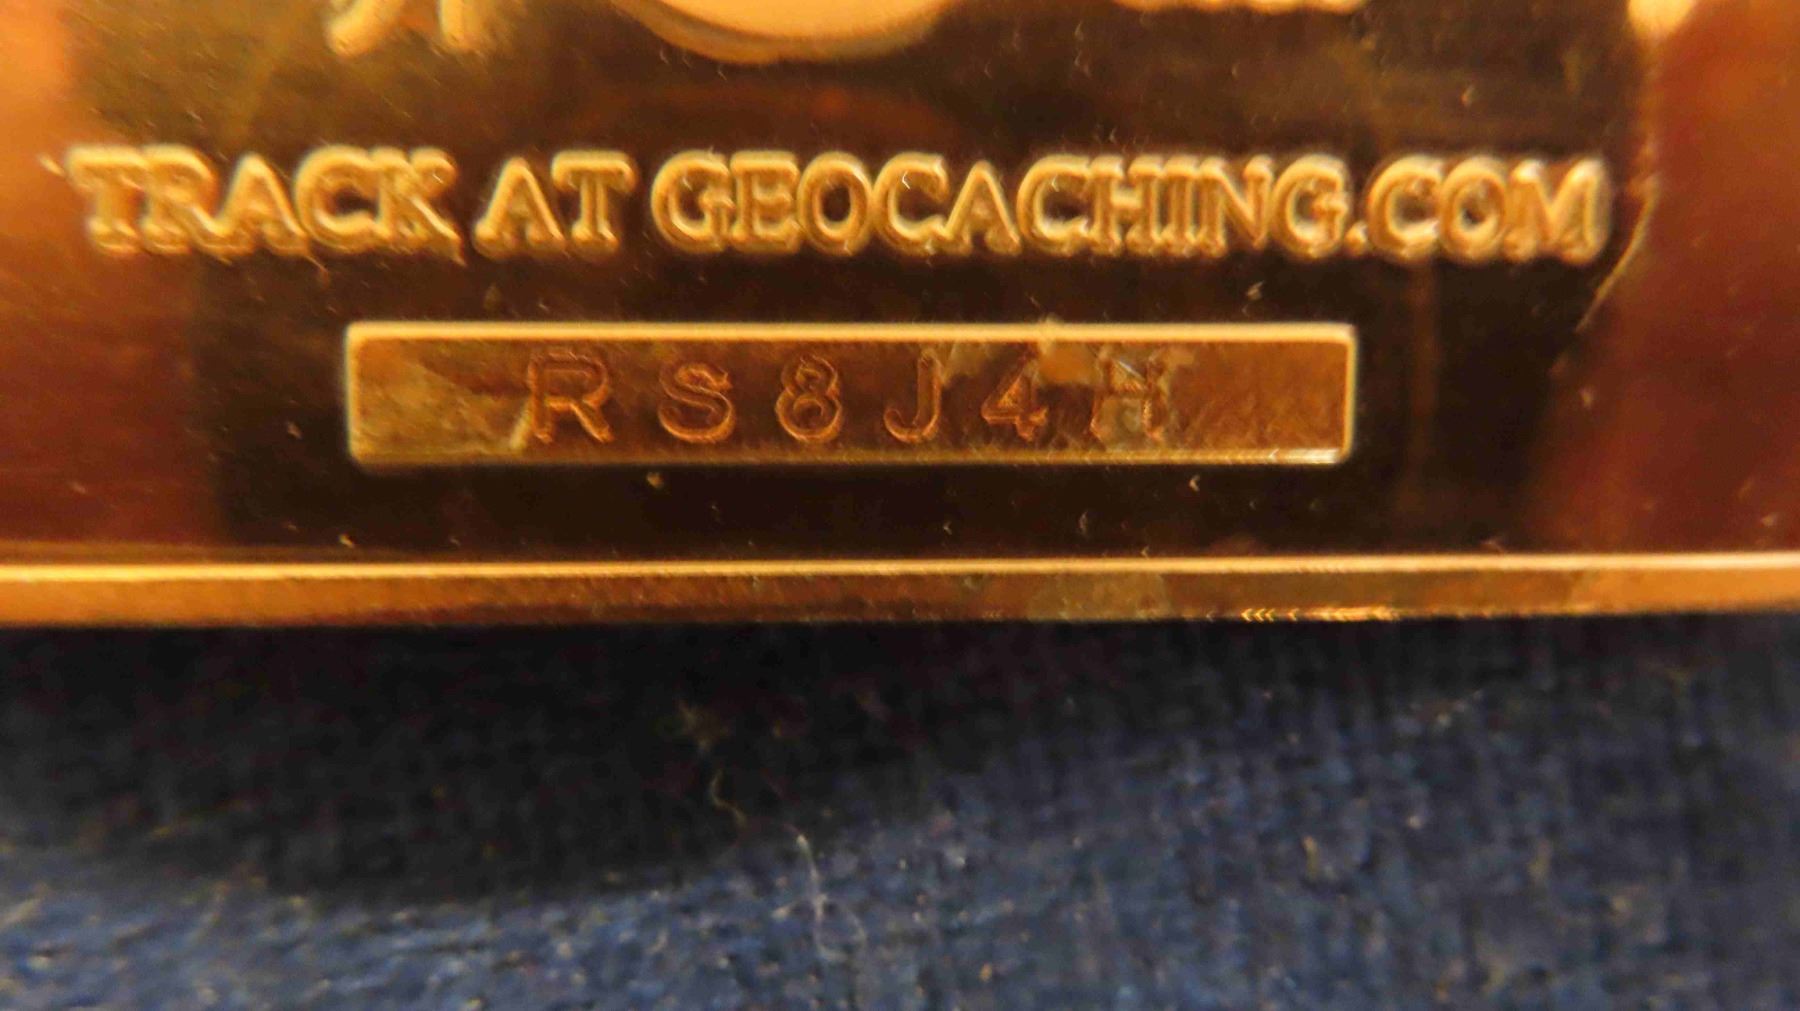 TRACK AT GEOCACHING.COM
RS8J4H